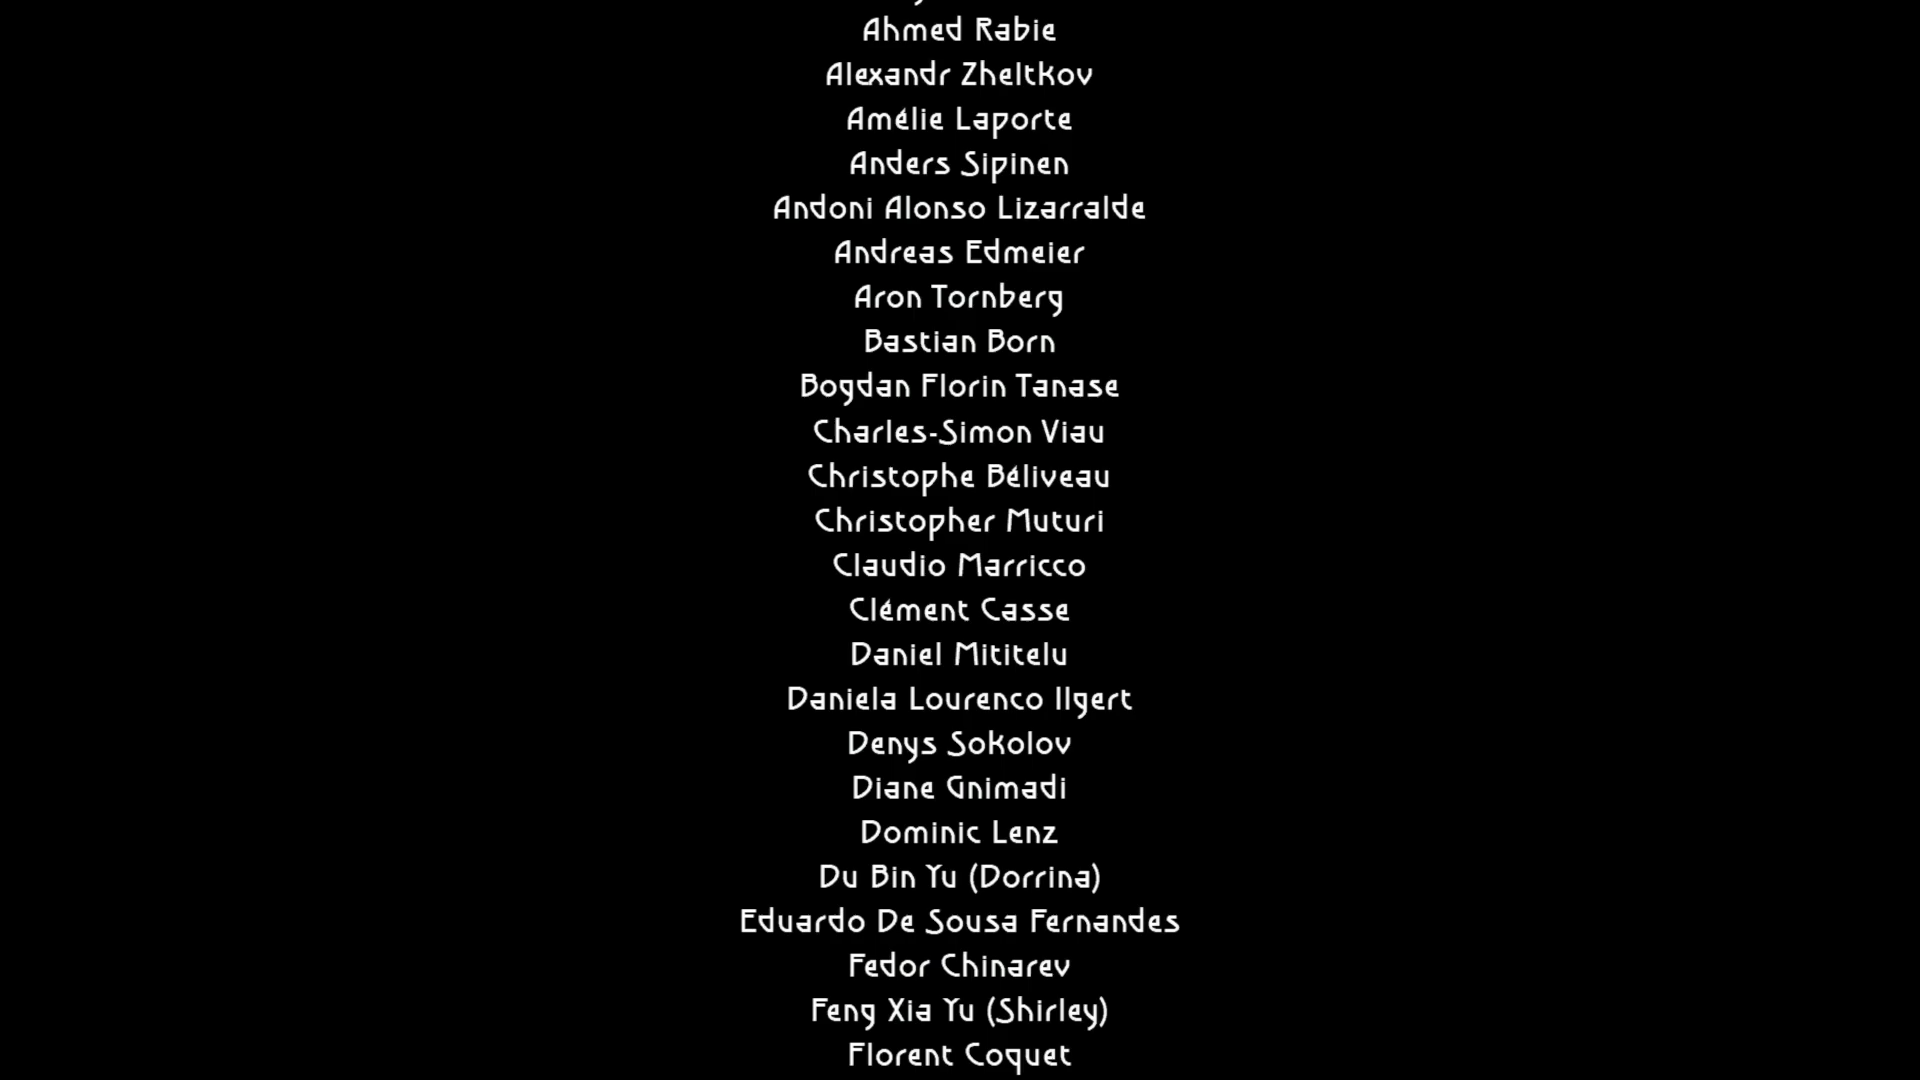 Ahmed Rabie
Alexandr Zheltkov
Amélie Laporte
Anders Sipinen
Andoni Alonso Lizarralde
Andreas Edmeier
Aron Tornberg
Bastian Born
Bogdan Florin Tanase
Charles-Simon Viau
Christophe Béliveau
Christopher Muturi
Claudio Marricco
Clément Casse
Daniel Mititelu
Daniela Lourenco Ilgert
Denys Sokolov
Diane Gnimadi
Dominic Lenz
Du Bin Yu (Dorrina)
Eduardo De Sousa Fernandes
Fedor Chinarev
Feng Xia Yu (Shirley)
Florent Coquet